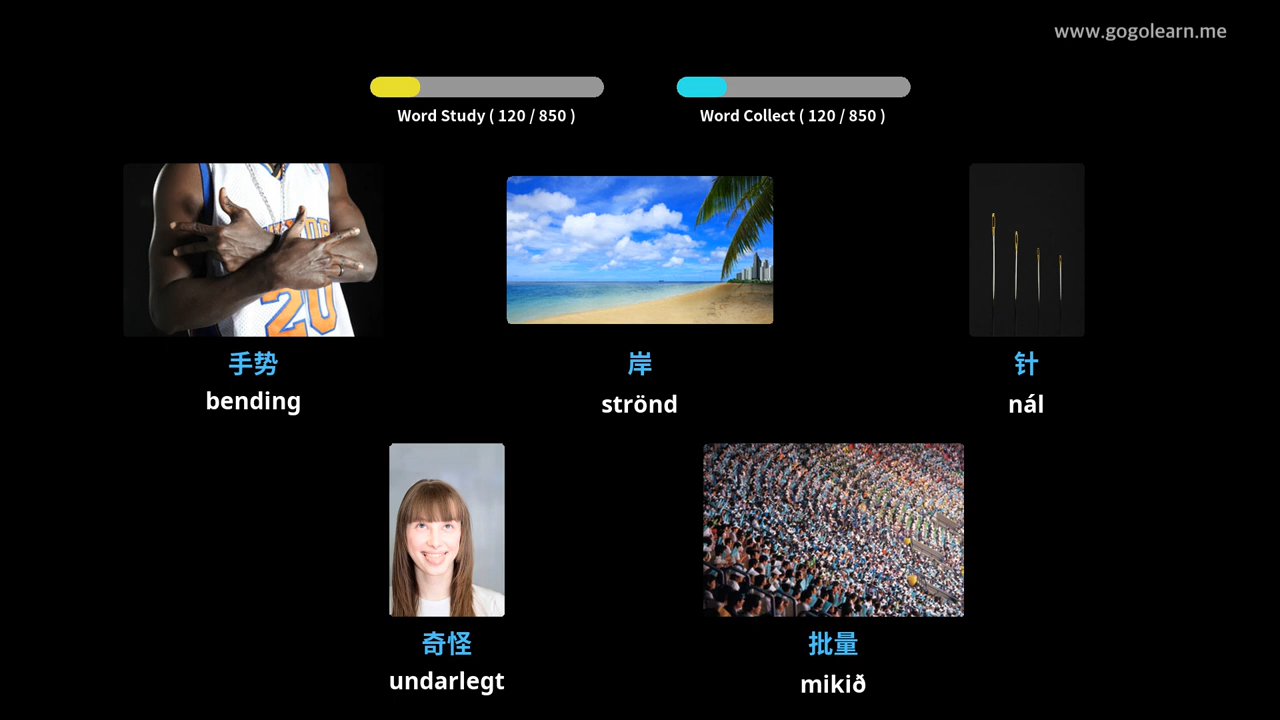 www.gogolearn.me
Word Study ( 120 / 850 )
Word Collect ( 120 / 850 )
20
手势
bending
岸
strönd
针
nál
奇怪
undarlegt
批量
mikið